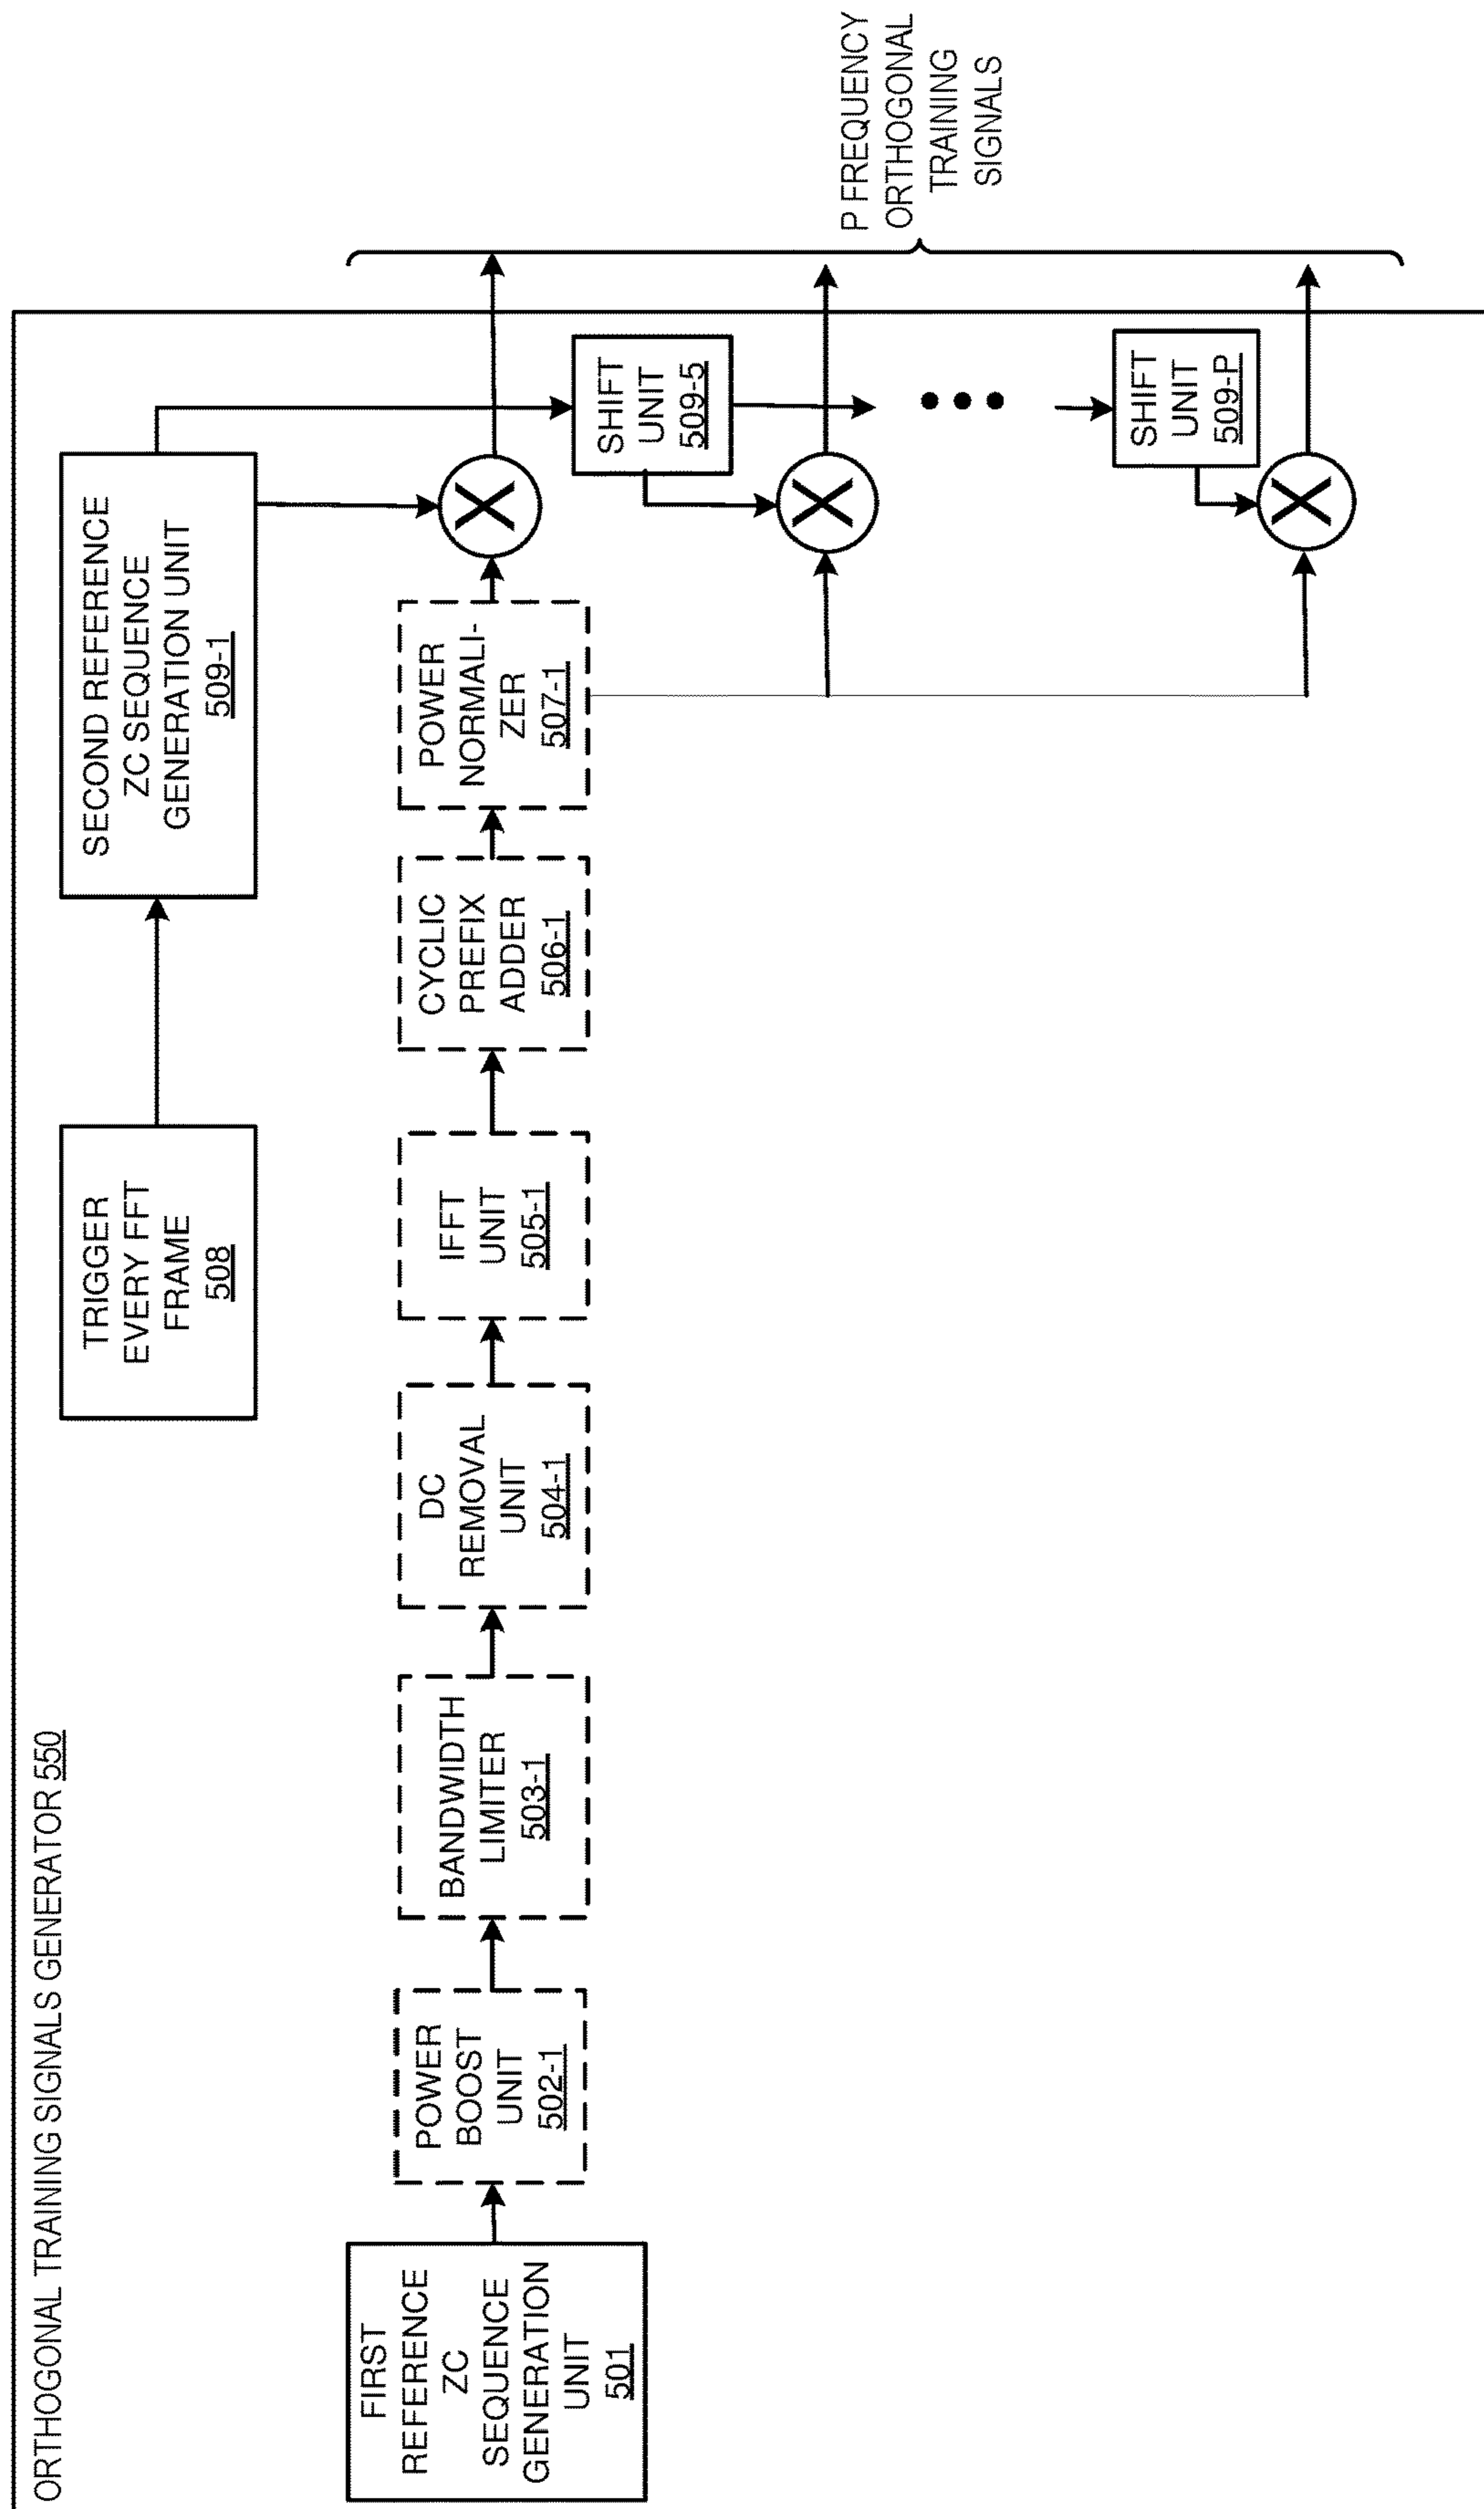 ORTHOGONAL TRAINING SIGNALS GENERATOR 550
TRIGGER
EVERY FFT
FRAME
508
SECOND REFERENCE
ZC SEQUENCE
GENERATION UNIT
509-1
FIRST
REFERENCE
ZC
SEQUENCE
GENERATION
UNIT
501
POWER
BOOST
UNIT
502-1
BANDWIDTH
LIMITER
503-1
DC
REMOVAL
UNIT
504-1
IFFT
UNIT
505-1
CYCLIC
PREFIX
ADDER
506-1
POWER
NORMALI-
ZER
507-1
X
SHIFT
UNIT
509-5
X
SHIFT
UNIT
509-P
X
P FREQUENCY
ORTHOGONAL
TRAINING
SIGNALS